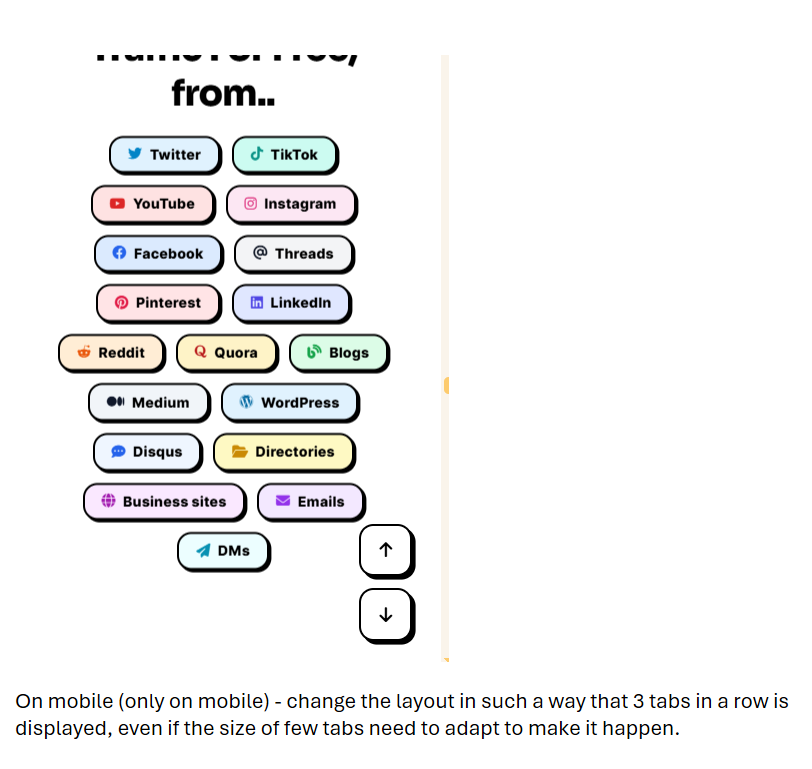 from..
Twitter TikTok
YouTube Instagram
Facebook Threads
Pinterest LinkedIn
Reddit Quora Blogs
Medium WordPress
Disqus Directories
Business sites Emails
DMs
On mobile (only on mobile) - change the layout in such a way that 3 tabs in a row is
displayed, even if the size of few tabs need to adapt to make it happen.